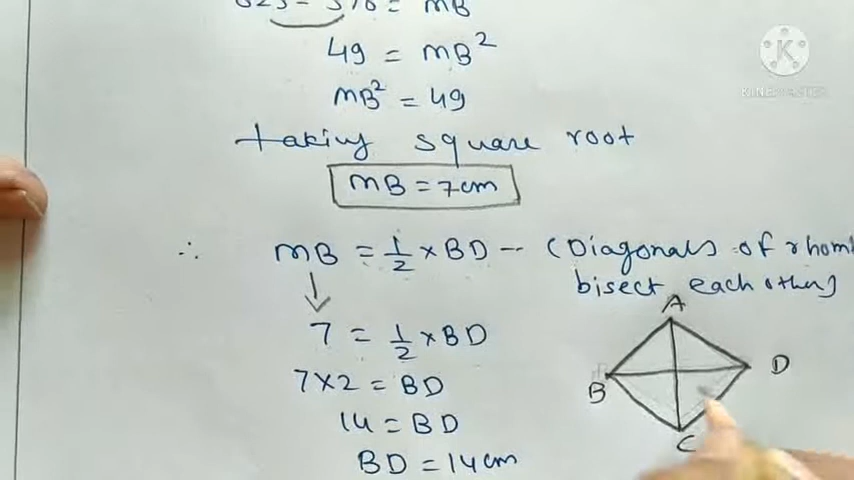 49 = MB²
MB² = 49
taking square root
MB = 7cm
∴ MB = 1/2 × BD -- (Diagonals of rhom
bisect each other)
7 = 1/2 × BD
7×2 = BD
14 = BD
BD = 14cm
A
B
D
C
K
KINEMASTER